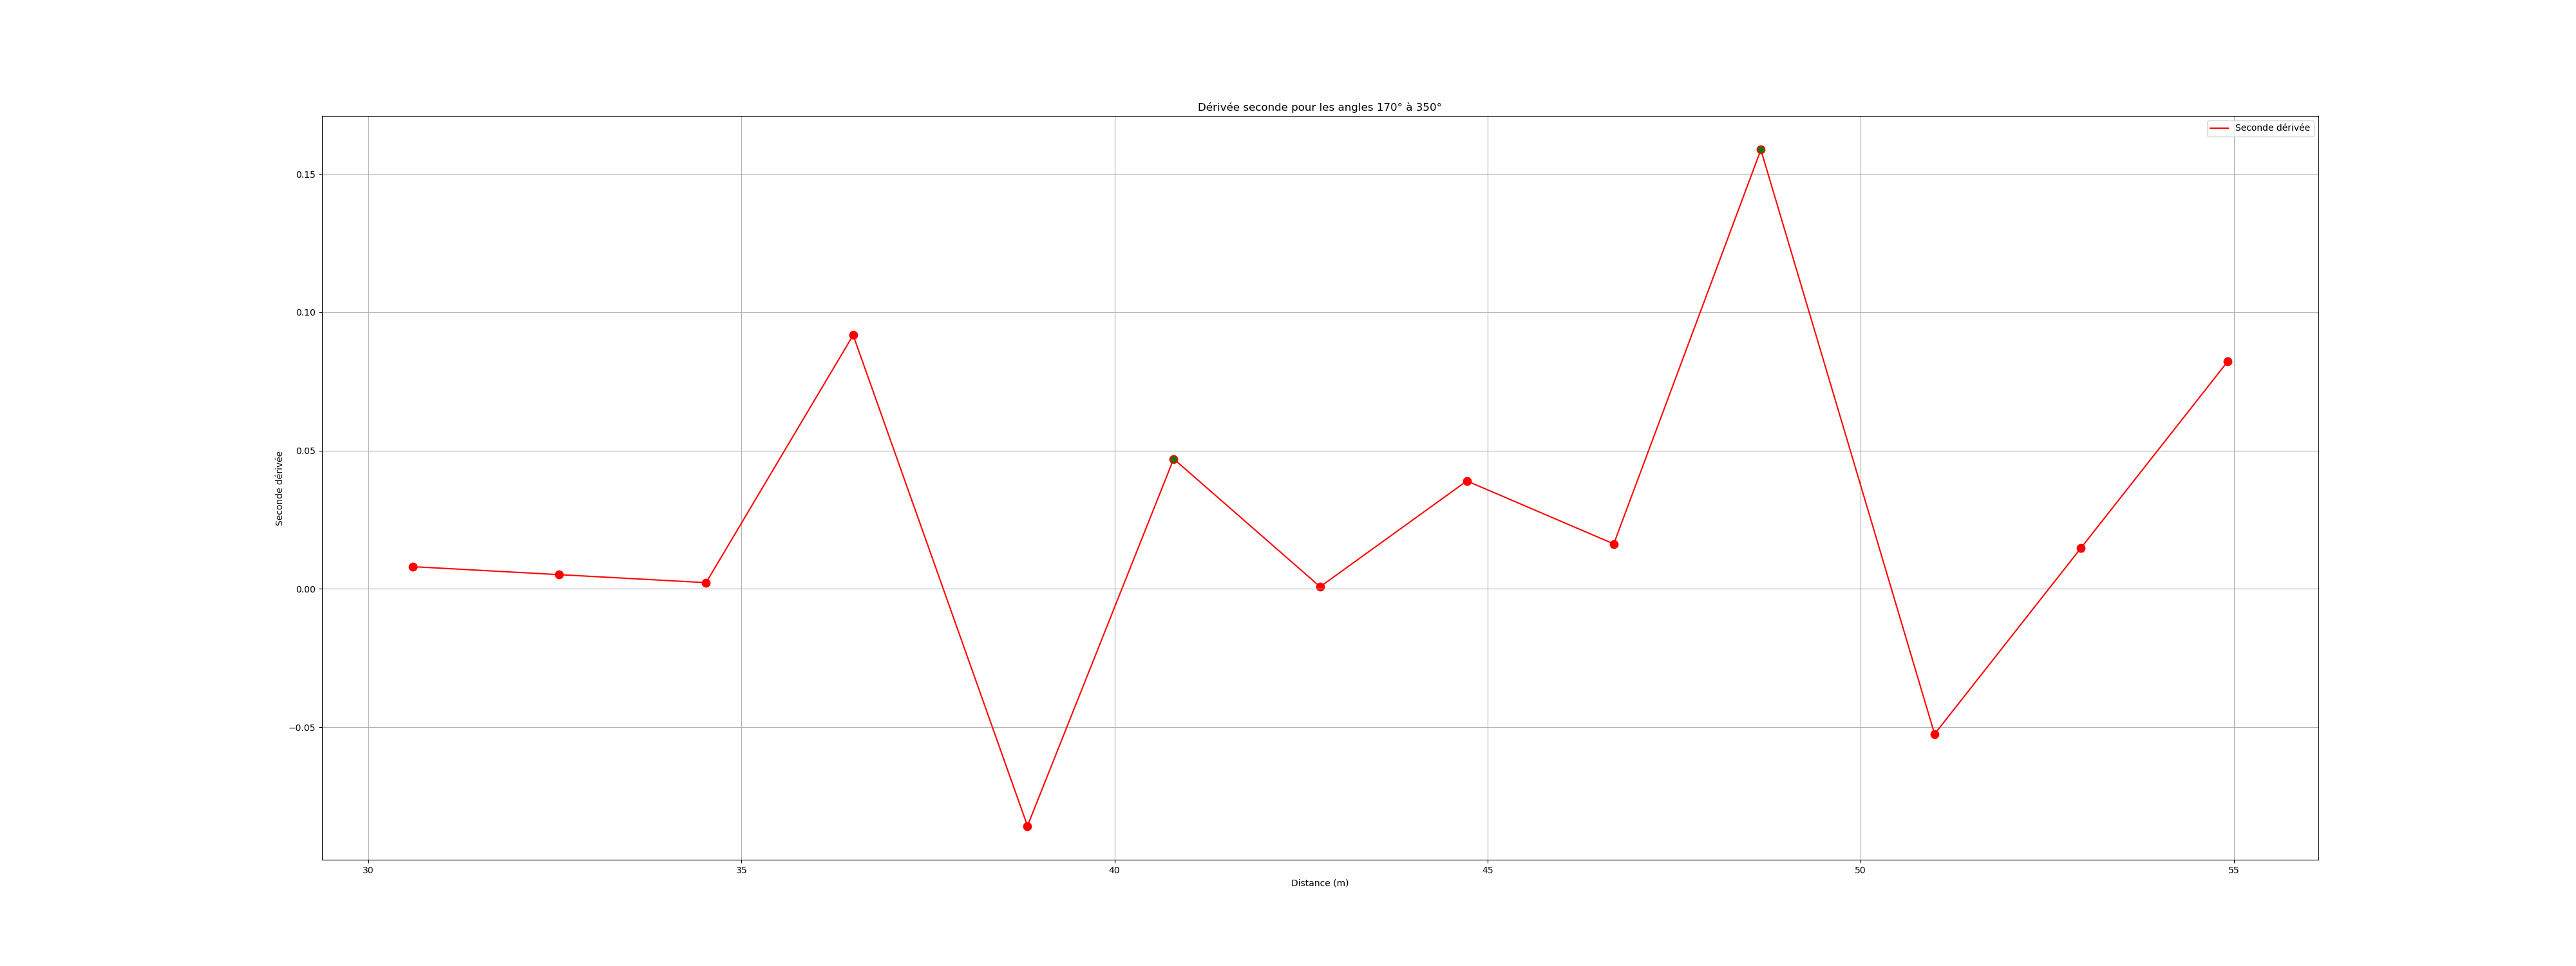 Dérivée seconde pour les angles 170° à 350°
Seconde dérivée
0.15
0.10
0.05
0.00
−0.05
Seconde dérivée
30
35
40
45
50
55
Distance (m)